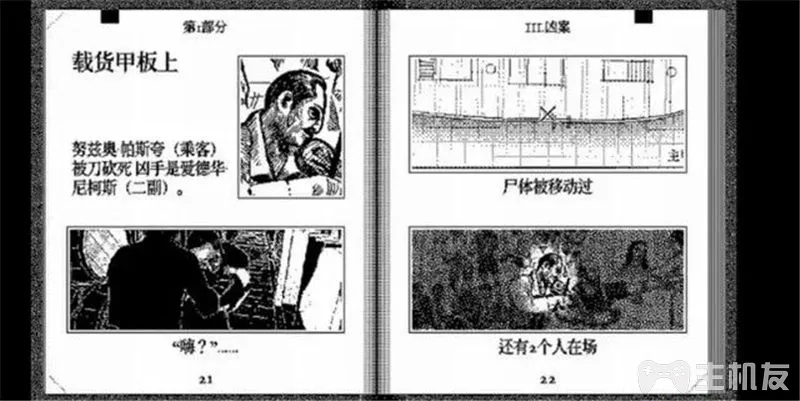 第1部分
载货甲板上
努兹奥·帕斯夸（乘客）
被刀砍死 凶手是爱德华·
尼柯斯（二副）。
“嗨？”……
21
III.凶案
主甲
尸体被移动过
还有2个人在场
22
主机友